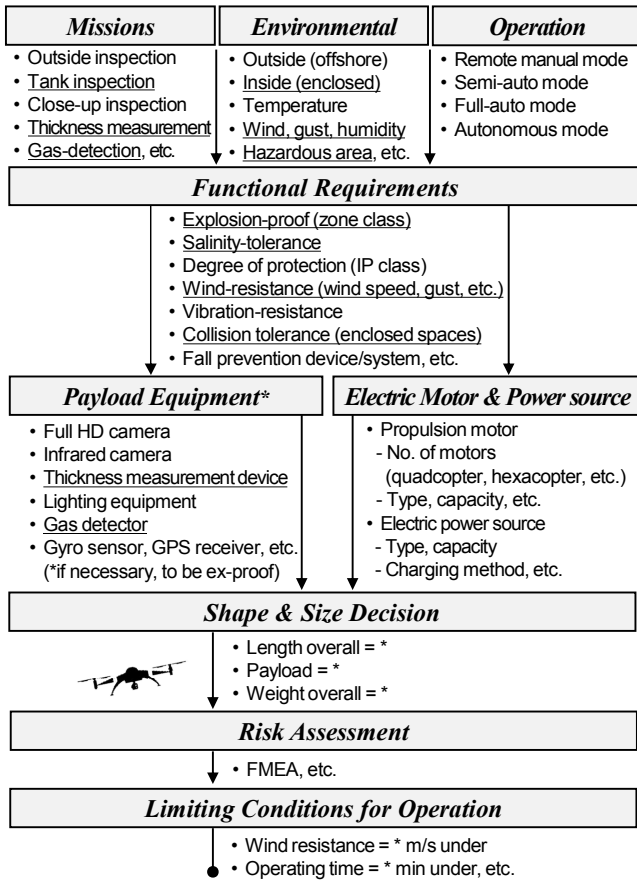 Missions
• Outside inspection
• Tank inspection
• Close-up inspection
• Thickness measurement
• Gas-detection, etc.
Environmental
• Outside (offshore)
• Inside (enclosed)
• Temperature
• Wind, gust, humidity
• Hazardous area, etc.
Operation
• Remote manual mode
• Semi-auto mode
• Full-auto mode
• Autonomous mode
Functional Requirements
• Explosion-proof (zone class)
• Salinity-tolerance
• Degree of protection (IP class)
• Wind-resistance (wind speed, gust, etc.)
• Vibration-resistance
• Collision tolerance (enclosed spaces)
• Fall prevention device/system, etc.
Payload Equipment*
• Full HD camera
• Infrared camera
• Thickness measurement device
• Lighting equipment
• Gas detector
• Gyro sensor, GPS receiver, etc.
(*if necessary, to be ex-proof)
Electric Motor & Power source
• Propulsion motor
- No. of motors
(quadcopter, hexacopter, etc.)
- Type, capacity, etc.
• Electric power source
- Type, capacity
- Charging method, etc.
Shape & Size Decision
• Length overall = *
• Payload = *
• Weight overall = *
Risk Assessment
• FMEA, etc.
Limiting Conditions for Operation
• Wind resistance = * m/s under
• Operating time = * min under, etc.